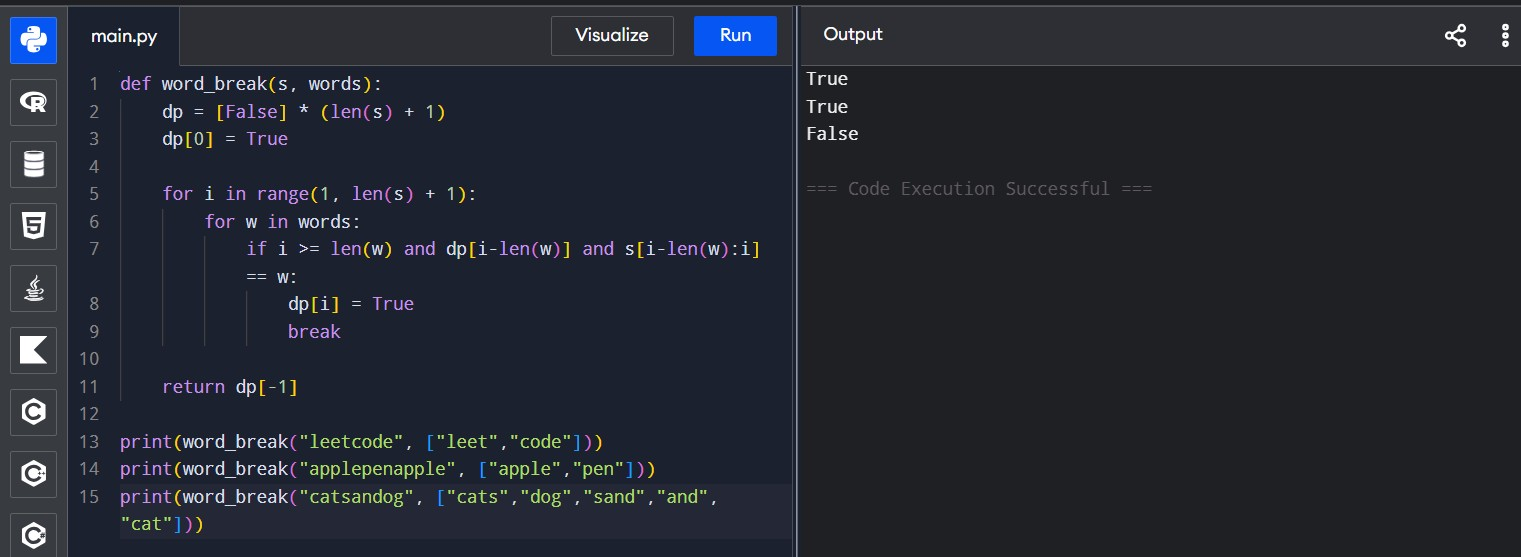 main.py
Visualize
Run
Output
1 def word_break(s, words):
2     dp = [False] * (len(s) + 1)
3     dp[0] = True
4
5     for i in range(1, len(s) + 1):
6         for w in words:
7             if i >= len(w) and dp[i-len(w)] and s[i-len(w):i]
            == w:
8                 dp[i] = True
9                 break
10
11     return dp[-1]
12
13 print(word_break("leetcode", ["leet","code"]))
14 print(word_break("applepenapple", ["apple","pen"]))
15 print(word_break("catsandog", ["cats","dog","sand","and",
"cat"]))
True
True
False
=== Code Execution Successful ===